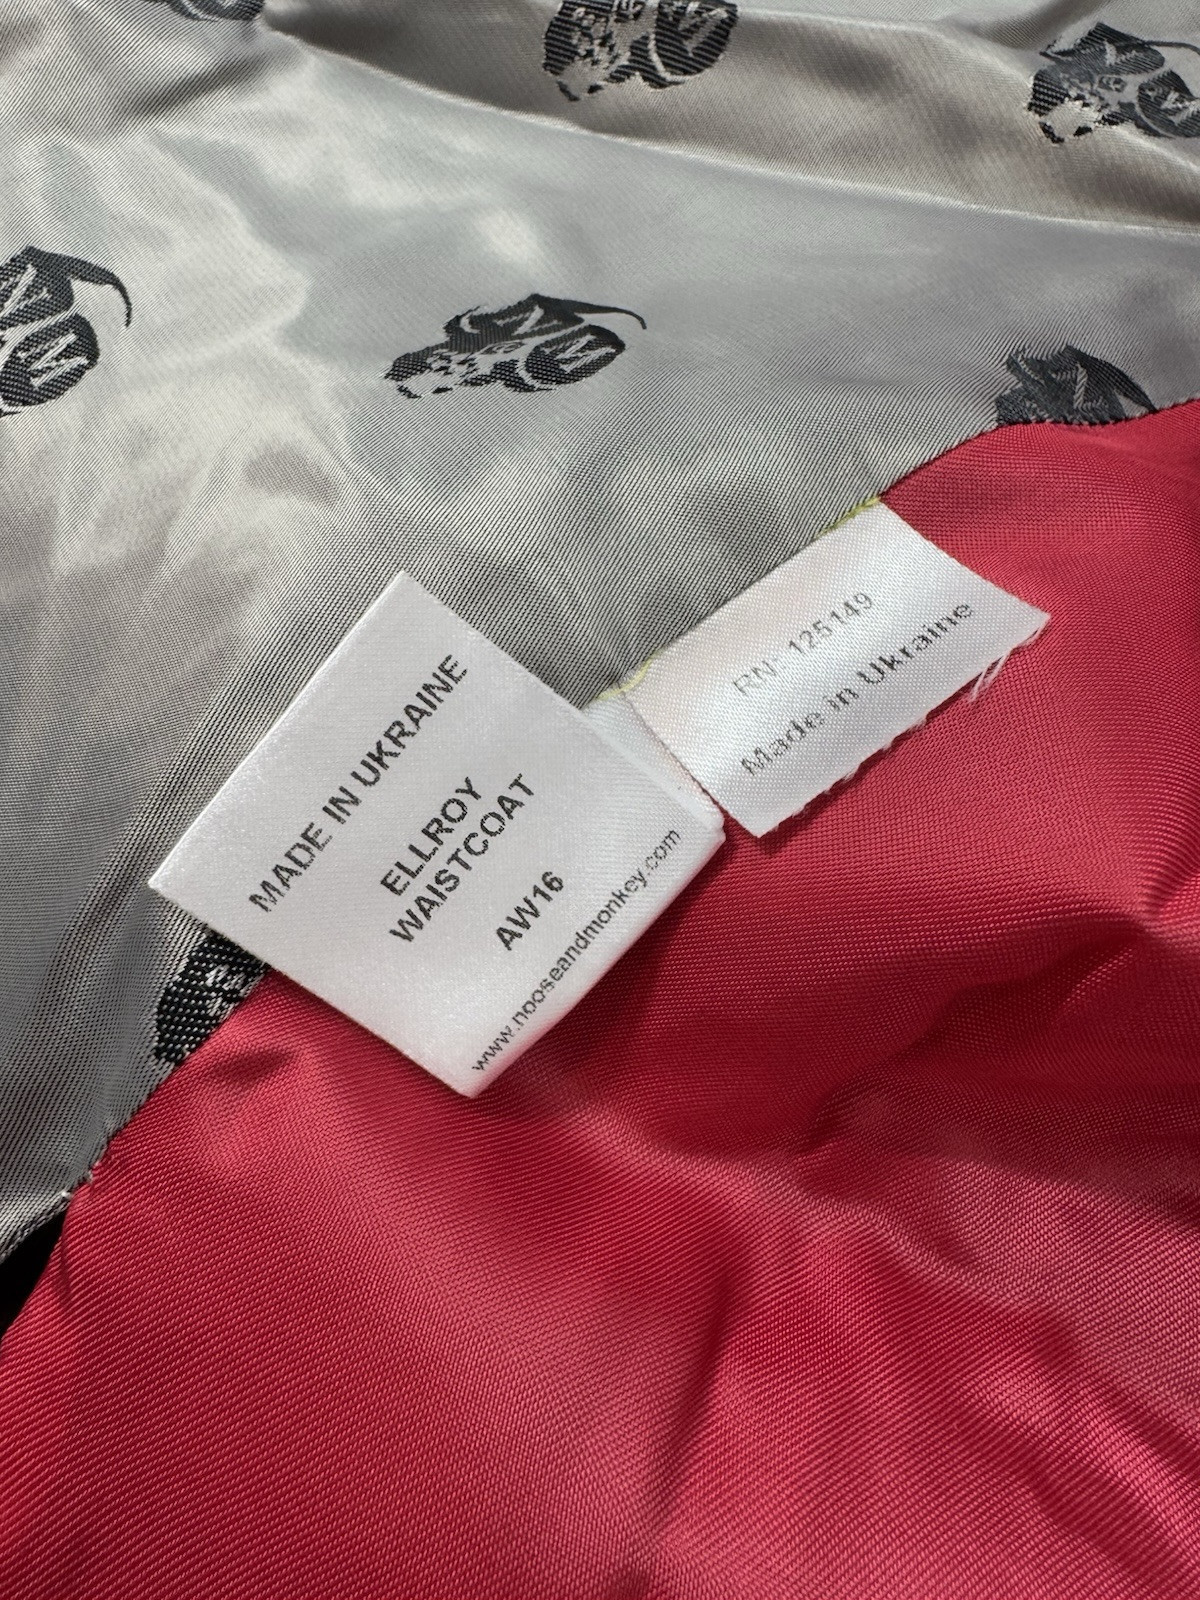 MADE IN UKRAINE
ELLROY
WAISTCOAT
AW16
www.nooseandmonkey.com
RN° 125149
Made in Ukraine
N M
N M
N M